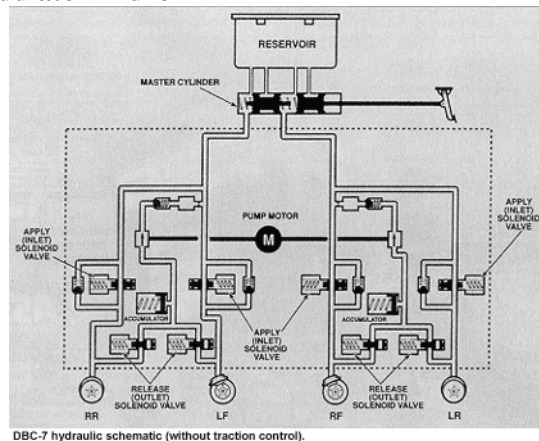 RESERVOIR
MASTER CYLINDER
PUMP MOTOR
M
APPLY
(INLET)
SOLENOID
VALVE
APPLY
(INLET)
SOLENOID
VALVE
ACCUMULATOR
APPLY
(INLET)
SOLENOID
VALVE
ACCUMULATOR
RELEASE
(OUTLET)
SOLENOID VALVE
RELEASE
(OUTLET)
SOLENOID VALVE
RR
LF
RF
LR
DBC-7 hydraulic schematic (without traction control).